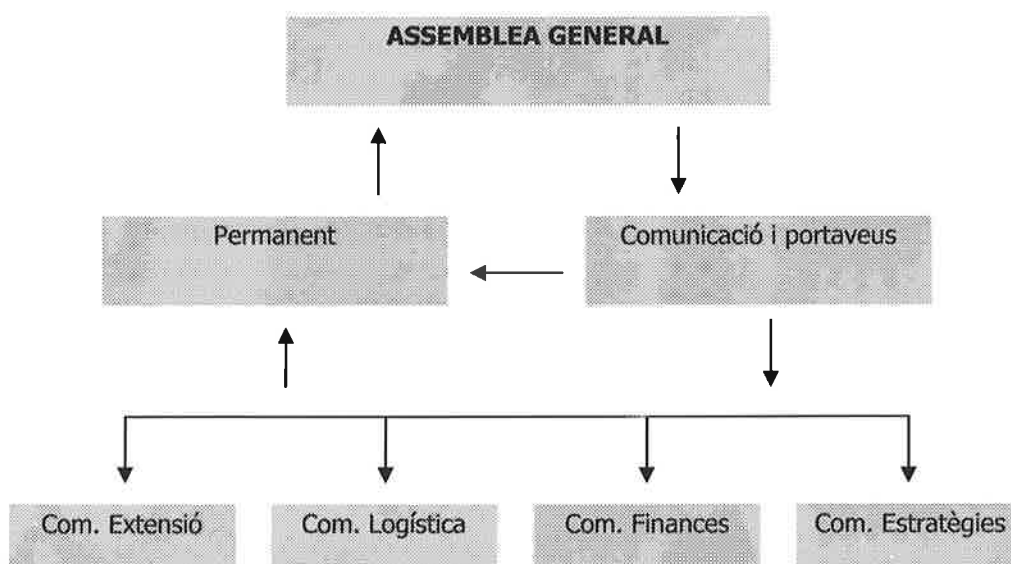 ASSEMBLEA GENERAL
Permanent
Comunicació i portaveus
Com. Extensió
Com. Logística
Com. Finances
Com. Estratègies